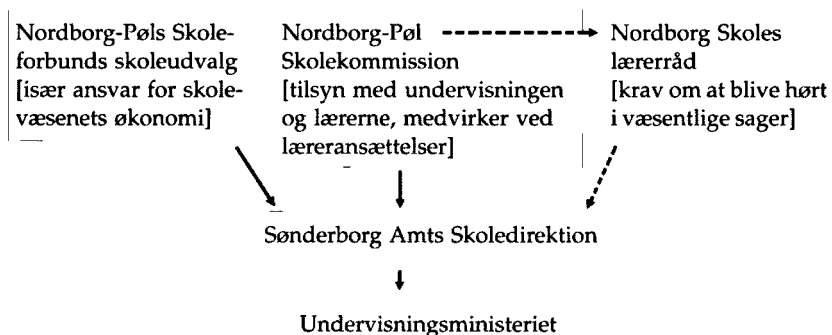 Nordborg-Pøls Skole-
forbunds skoleudvalg
[især ansvar for skole-
væsenets økonomi]
Nordborg-Pøl
Skolekommission
[tilsyn med undervisningen
og lærerne, medvirker ved
læreransættelser]
Nordborg Skoles
lærerråd
[krav om at blive hørt
i væsentlige sager]
Sønderborg Amts Skoledirektion
Undervisningsministeriet